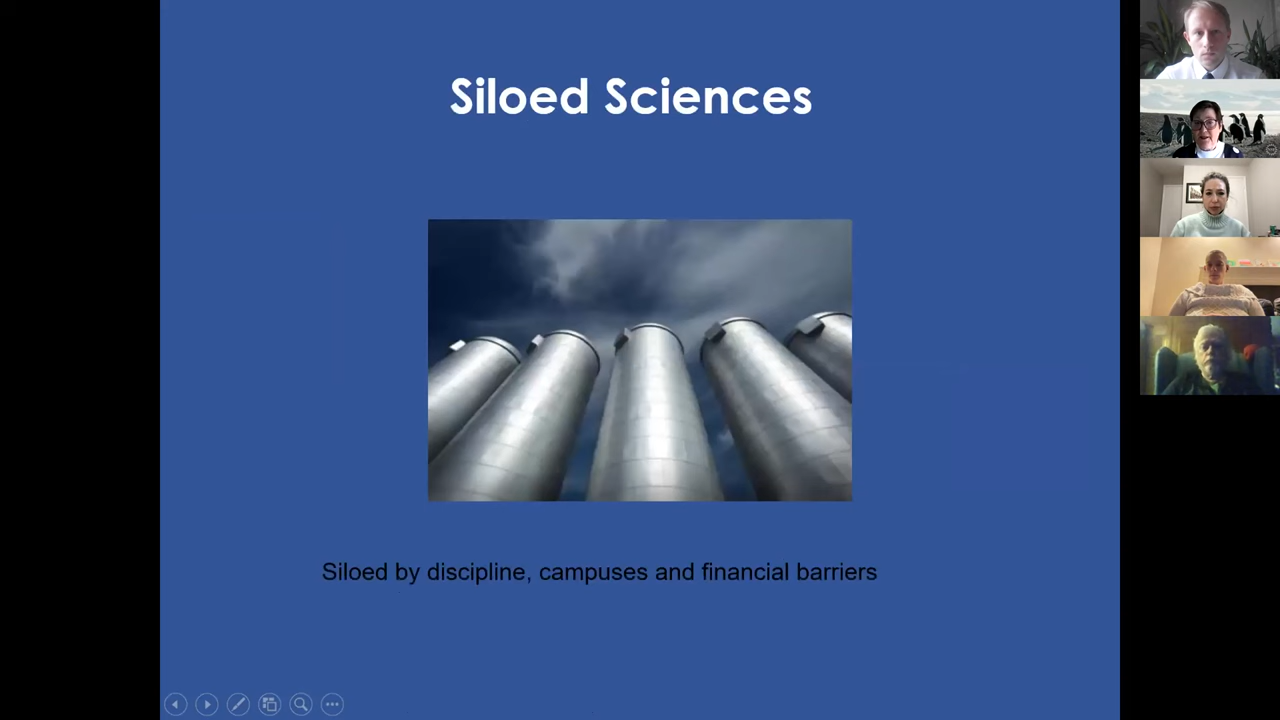 Siloed Sciences
Siloed by discipline, campuses and financial barriers